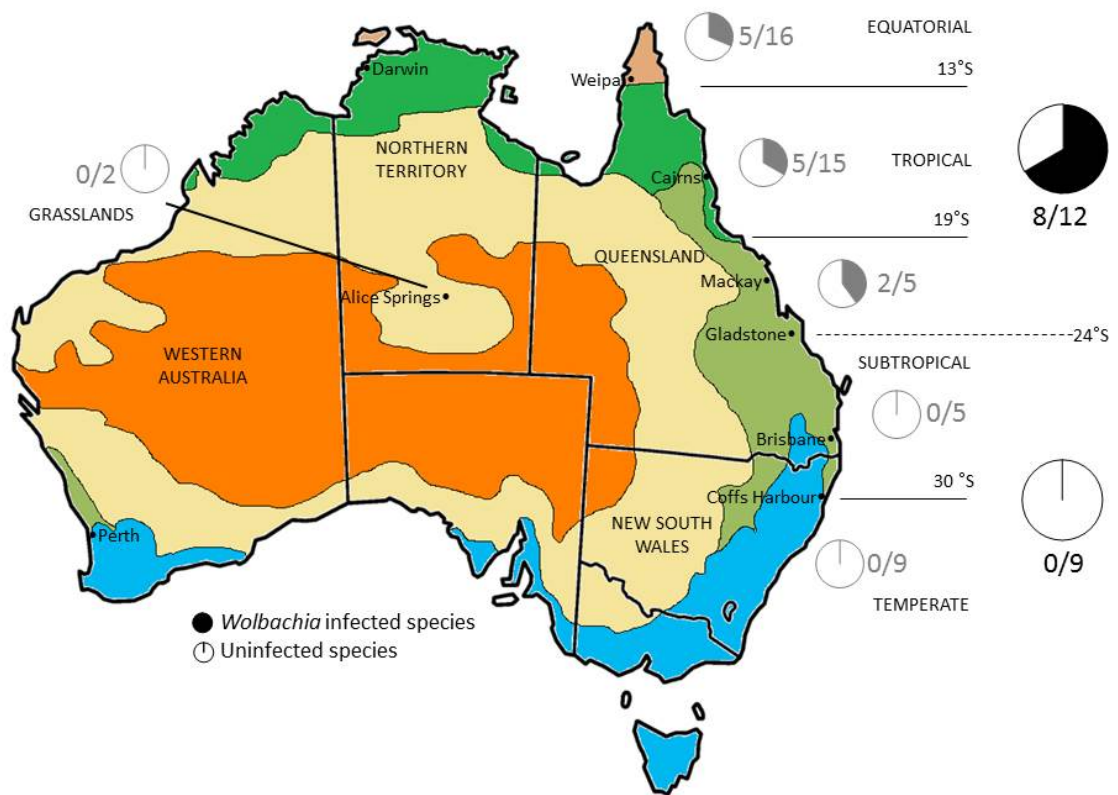 5/16
EQUATORIAL
13°S
Darwin
Weipa
NORTHERN
TERRITORY
0/2
GRASSLANDS
5/15
TROPICAL
Cairns
8/12
19°S
QUEENSLAND
Mackay
2/5
Alice Springs
Gladstone
24°S
WESTERN
AUSTRALIA
SUBTROPICAL
0/5
Brisbane
30 °S
Coffs Harbour
NEW SOUTH
WALES
Perth
0/9
0/9
TEMPERATE
Wolbachia infected species
Uninfected species